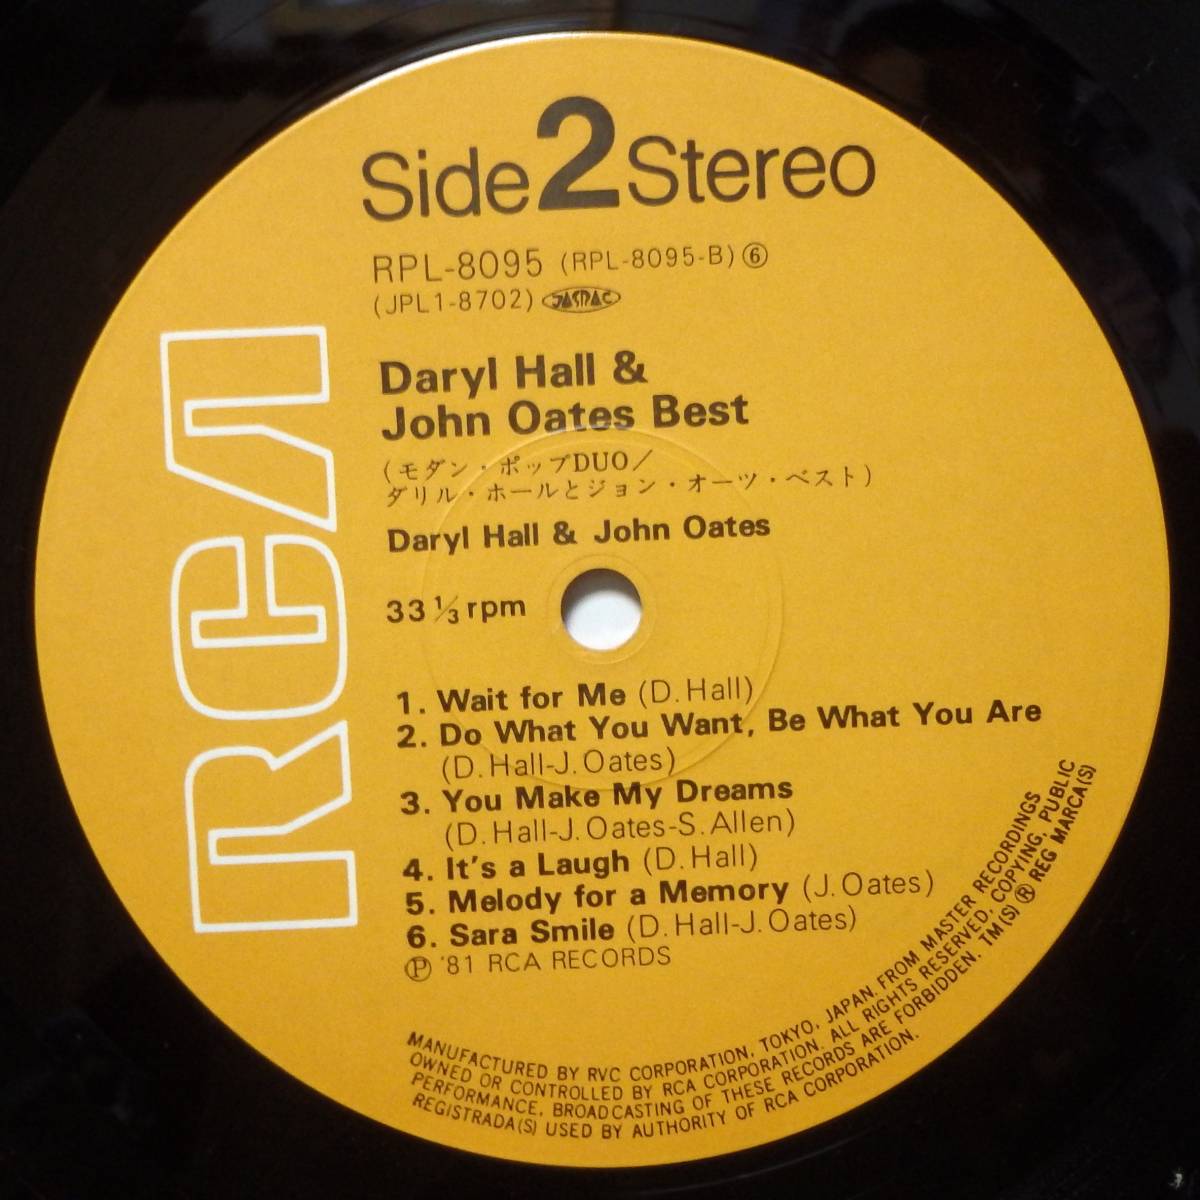 Side 2 Stereo
RPL-8095 (RPL-8095-B) ⑥
(JPL1-8702) JASRAC
RCA
Daryl Hall &
John Oates Best
(モダン・ポップDUO/
ダリル・ホールとジョン・オーツ・ベスト)
Daryl Hall & John Oates
33 1/3 rpm
1. Wait for Me (D. Hall)
2. Do What You Want, Be What You Are
(D. Hall-J. Oates)
3. You Make My Dreams
(D. Hall-J. Oates-S. Allen)
4. It's a Laugh (D. Hall)
5. Melody for a Memory (J. Oates)
6. Sara Smile (D. Hall-J. Oates)
Ⓟ '81 RCA RECORDS
MANUFACTURED BY RVC CORPORATION, TOKYO, JAPAN. FROM MASTER RECORDINGS
OWNED OR CONTROLLED BY RCA CORPORATION. ALL RIGHTS RESERVED. COPYING, PUBLIC
PERFORMANCE, BROADCASTING OF THESE RECORDS ARE FORBIDDEN. TM(S) ® REG MARCA(S)
REGISTRADA(S) USED BY AUTHORITY OF RCA CORPORATION.